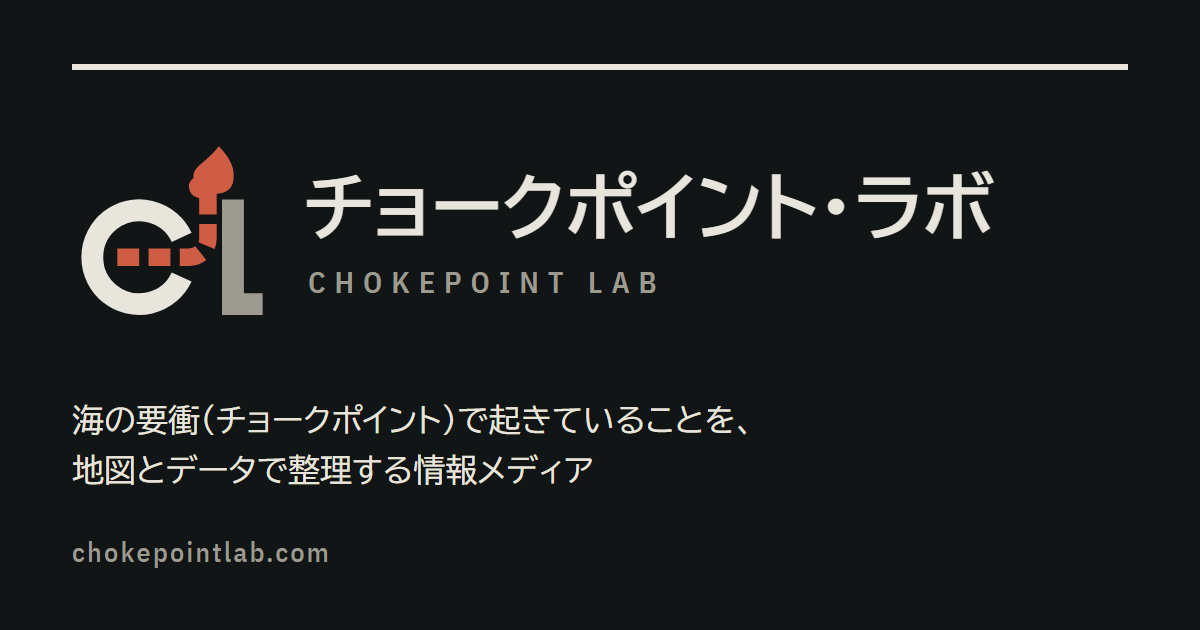 CL
チョークポイント・ラボ
CHOKEPOINT LAB
海の要衝(チョークポイント)で起きていることを、
地図とデータで整理する情報メディア
chokepointlab.com